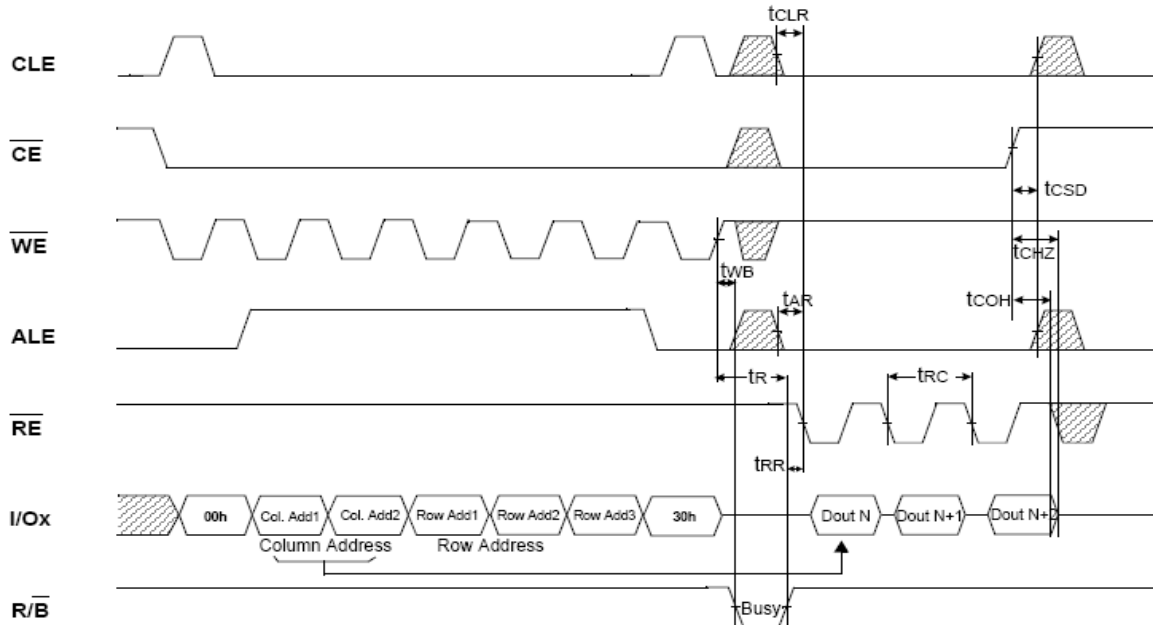 tCLR
CLE
CE
tCSD
WE
tCHZ
tWB
tCOH
tAR
ALE
tR
tRC
RE
tRR
I/Ox
00h Col. Add1 Col. Add2 Row Add1 Row Add2 Row Add3 30h Dout N Dout N+1 Dout N+2
Column Address Row Address
R/B Busy